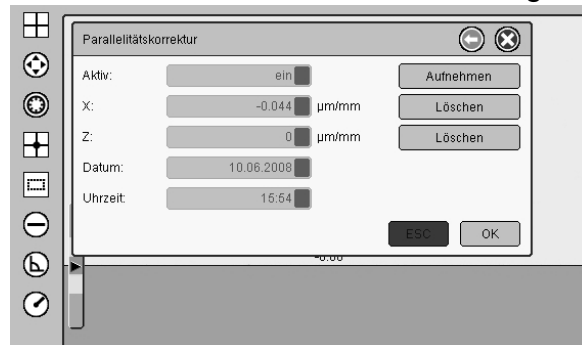 Parallelitätskorrektur
Aktiv: ein Aufnehmen
X: -0.044 µm/mm Löschen
Z: 0 µm/mm Löschen
Datum: 10.06.2008
Uhrzeit: 15:54
ESC OK